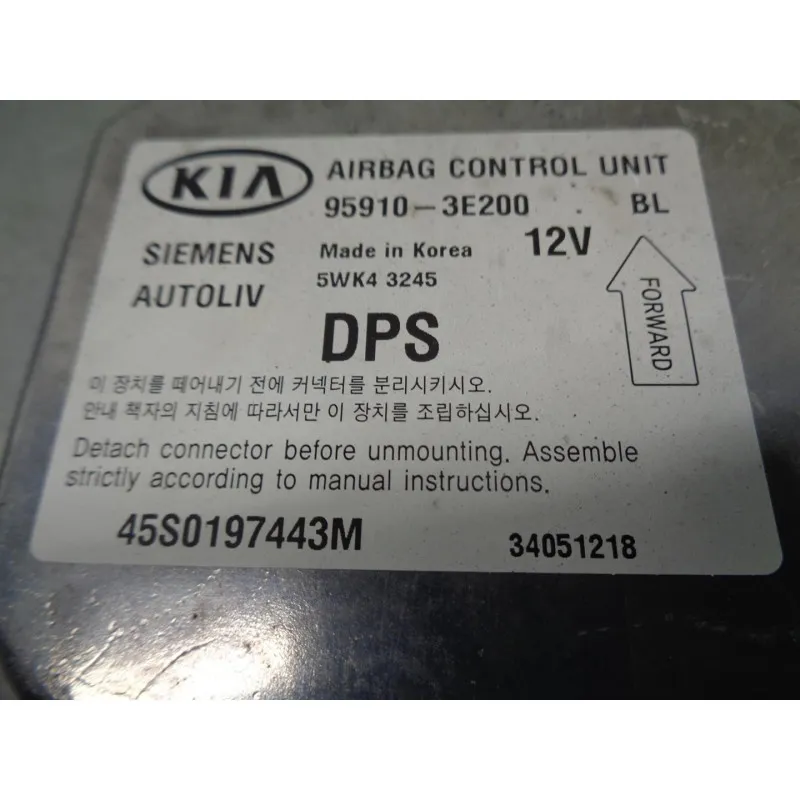 KIA AIRBAG CONTROL UNIT
95910-3E200 BL
SIEMENS Made in Korea 12V
AUTOLIV 5WK4 3245
FORWARD
DPS
이 장치를 떼어내기 전에 커넥터를 분리시키시오.
안내 책자의 지침에 따라서만 이 장치를 조립하십시오.
Detach connector before unmounting. Assemble
strictly according to manual instructions.
45S0197443M 34051218